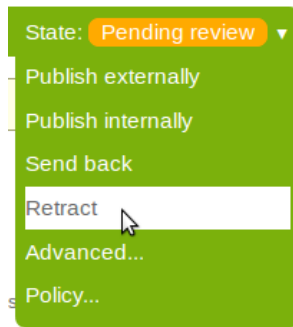 State: Pending review ▼
Publish externally
Publish internally
Send back
Retract
Advanced...
Policy...